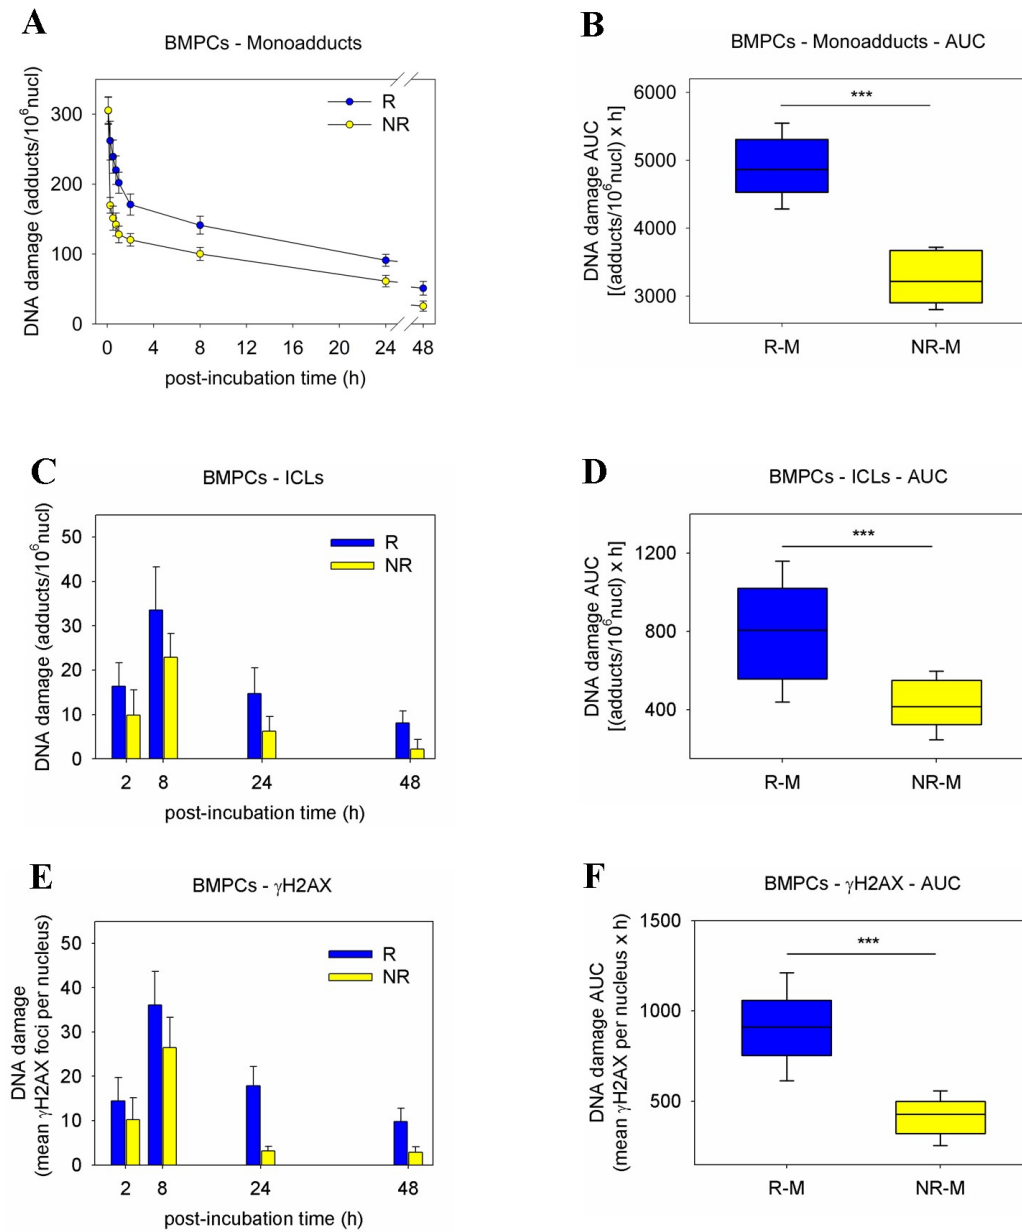 A
BMPCs - Monoadducts
DNA damage (adducts/10⁶nucl)
300
200
100
0
R
NR
0 4 8 12 16 20 24 48
post-incubation time (h)
B
BMPCs - Monoadducts - AUC
DNA damage AUC
[(adducts/10⁶nucl) x h]
6000
5000
4000
3000
***
R-M NR-M
C
BMPCs - ICLs
DNA damage (adducts/10⁶nucl)
50
40
30
20
10
0
R
NR
2 8 24 48
post-incubation time (h)
D
BMPCs - ICLs - AUC
DNA damage AUC
[(adducts/10⁶nucl) x h]
1200
800
400
***
R-M NR-M
E
BMPCs - γH2AX
DNA damage
(mean γH2AX foci per nucleus)
50
40
30
20
10
0
R
NR
2 8 24 48
post-incubation time (h)
F
BMPCs - γH2AX - AUC
DNA damage AUC
(mean γH2AX per nucleus x h)
1500
1000
500
***
R-M NR-M